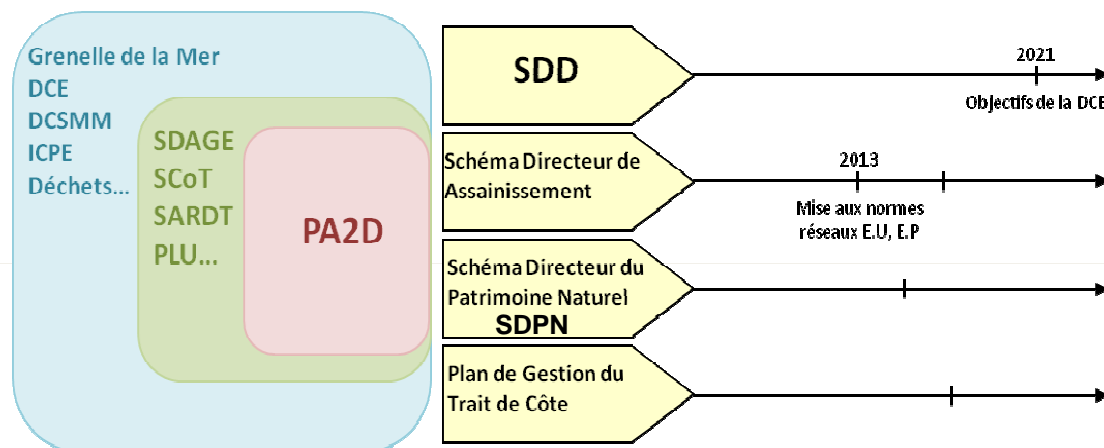 Grenelle de la Mer
DCE
DCSMM
ICPE
Déchets...
SDAGE
SCoT
SARDT
PLU...
PA2D
SDD
2021
Objectifs de la DCE
Schéma Directeur de
Assainissement
2013
Mise aux normes
réseaux E.U, E.P
Schéma Directeur du
Patrimoine Naturel
SDPN
Plan de Gestion du
Trait de Côte